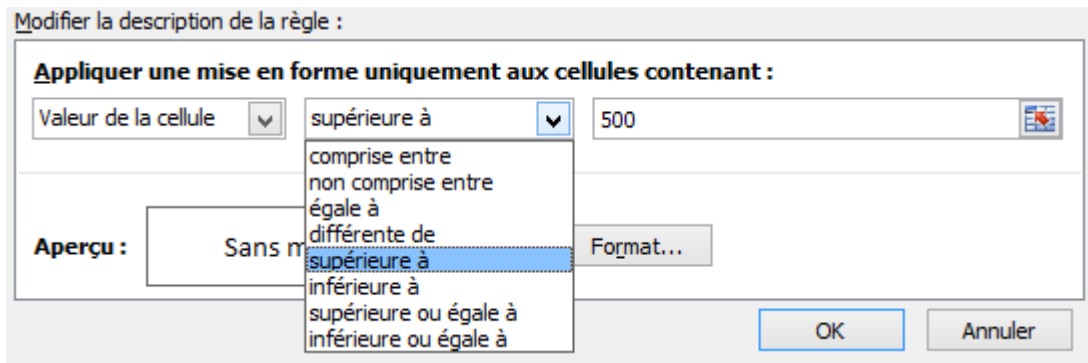 Modifier la description de la règle :
Appliquer une mise en forme uniquement aux cellules contenant :
Valeur de la cellule
supérieure à
500
comprise entre
non comprise entre
égale à
différente de
supérieure à
inférieure à
supérieure ou égale à
inférieure ou égale à
Aperçu :
Sans
Format...
OK
Annuler